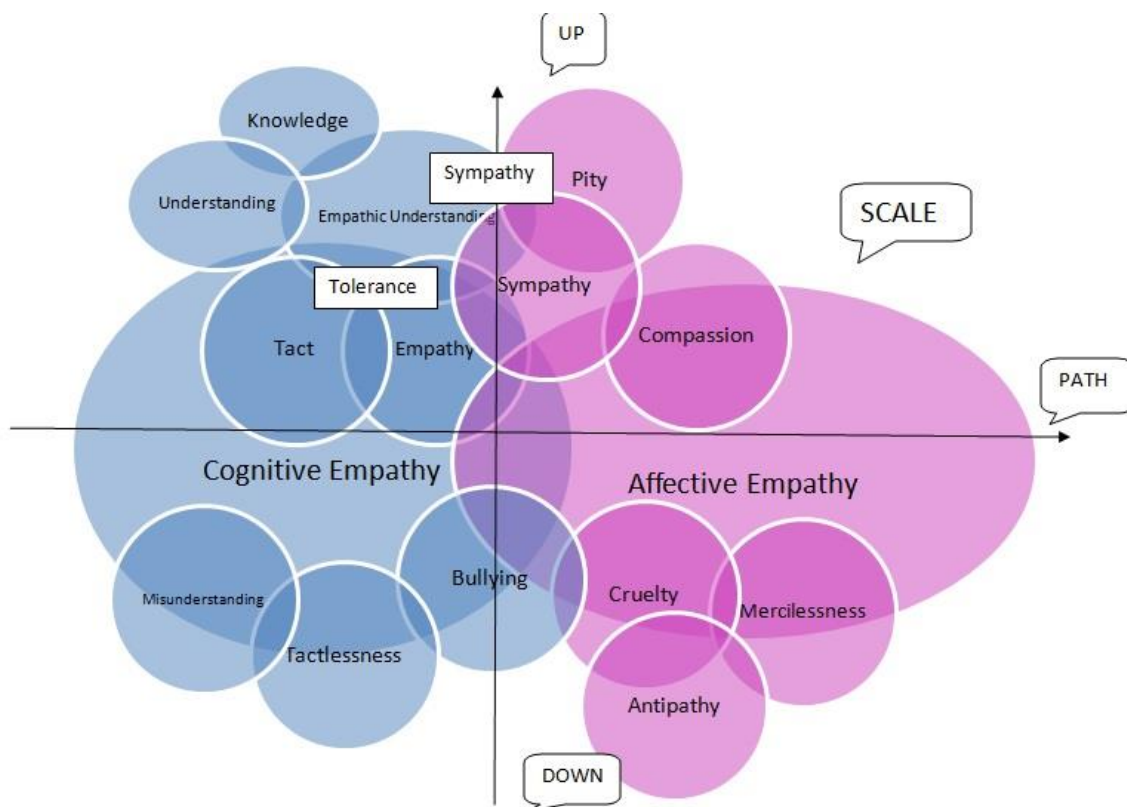 UP
Knowledge
Sympathy
Pity
Understanding
Empathic Understanding
SCALE
Tolerance
Sympathy
Compassion
Tact
Empathy
PATH
Cognitive Empathy
Affective Empathy
Bullying
Misunderstanding
Cruelty
Mercilessness
Tactlessness
Antipathy
DOWN